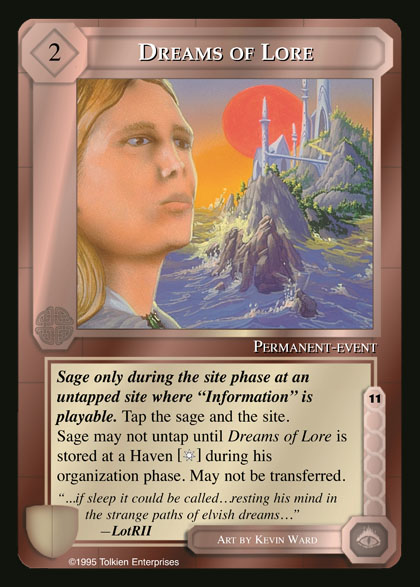 2
DREAMS OF LORE
PERMANENT-EVENT
Sage only during the site phase at an
untapped site where “Information” is
playable. Tap the sage and the site.
Sage may not untap until Dreams of Lore is
stored at a Haven [☼] during his
organization phase. May not be transferred.
11
“...if sleep it could be called…resting his mind in
the strange paths of elvish dreams…”
—LotRII
ART BY KEVIN WARD
©1995 Tolkien Enterprises